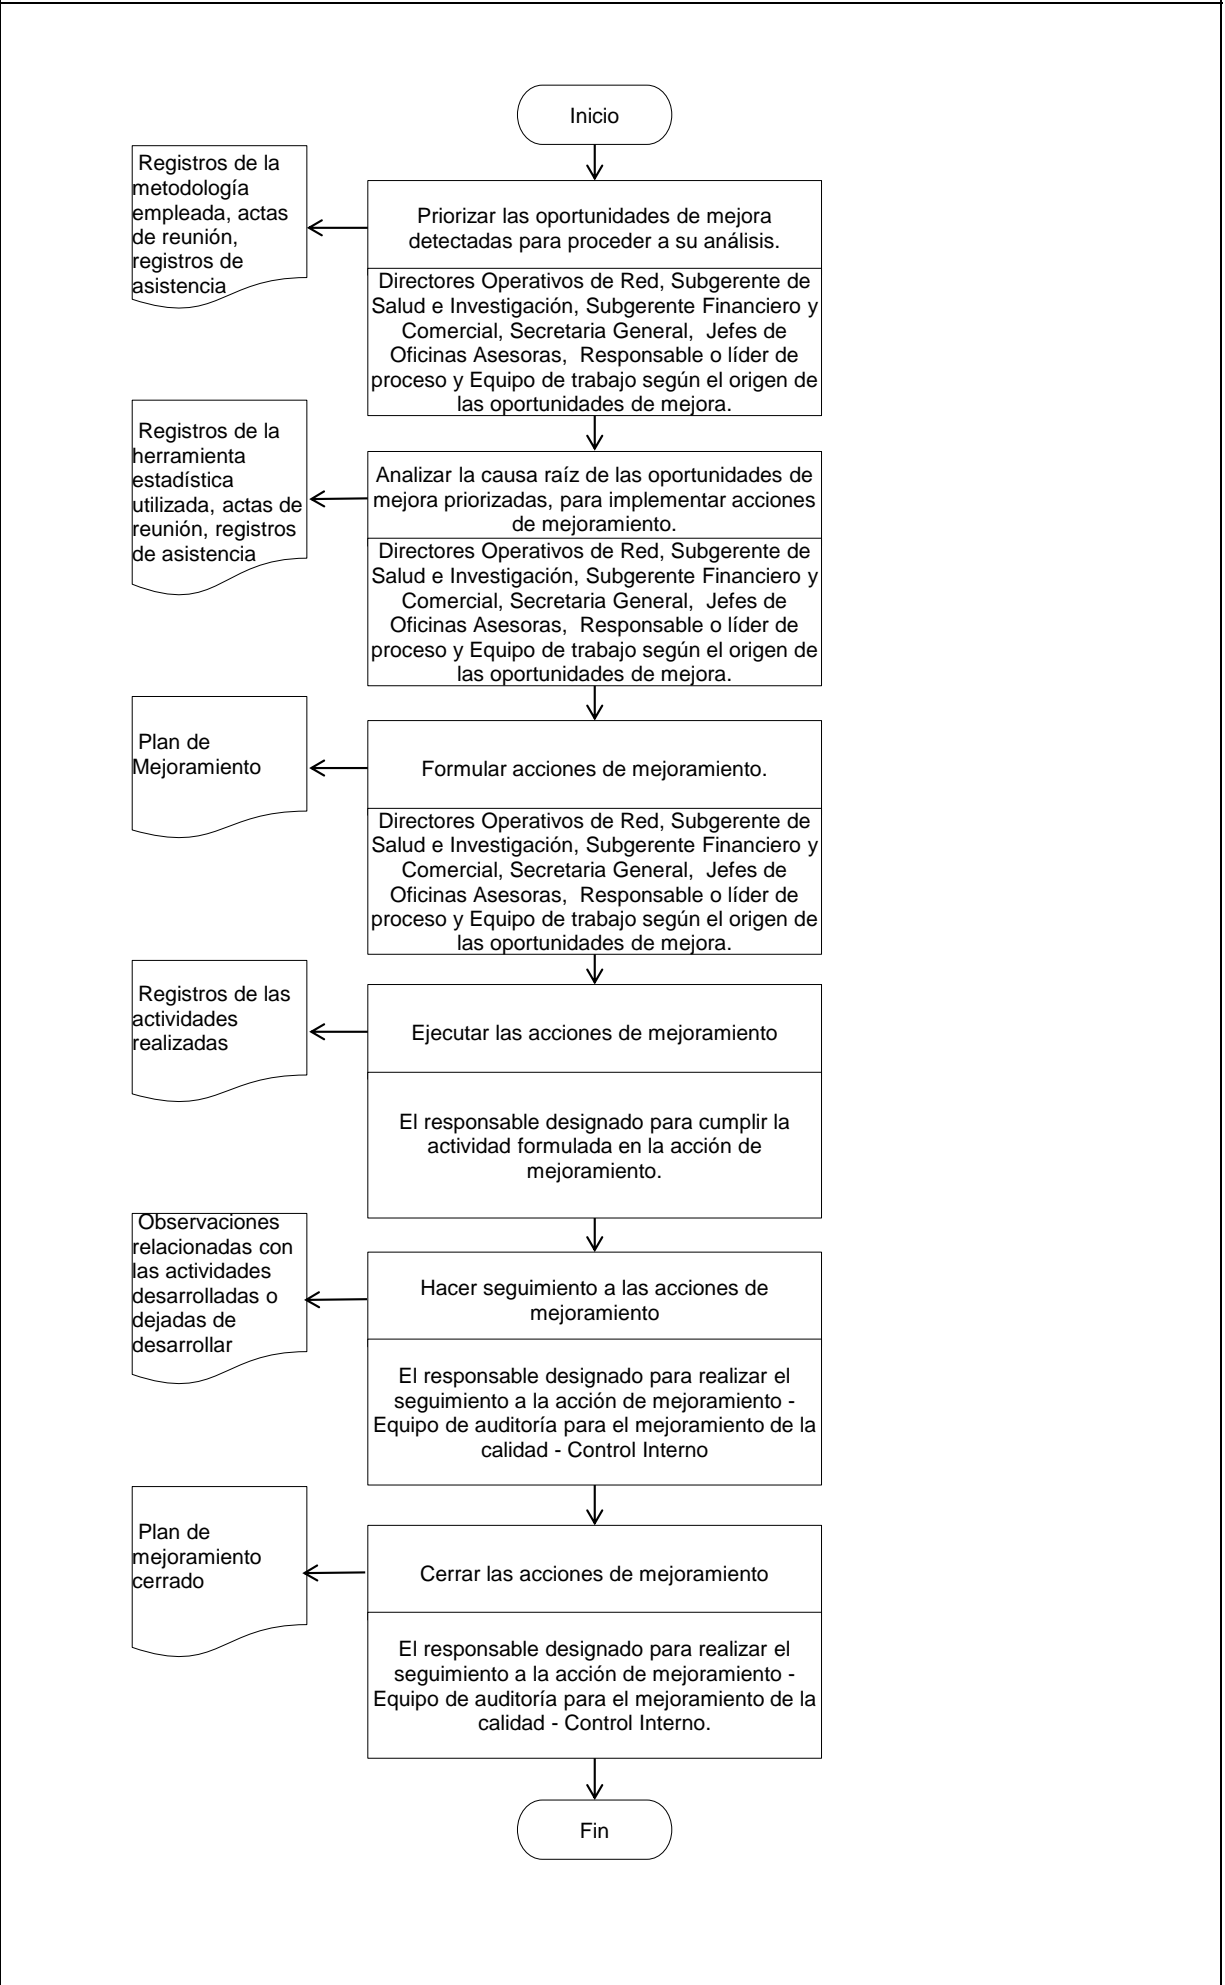 Inicio
Registros de la
metodología
empleada, actas
de reunión,
registros de
asistencia
Priorizar las oportunidades de mejora
detectadas para proceder a su análisis.
Directores Operativos de Red, Subgerente de
Salud e Investigación, Subgerente Financiero y
Comercial, Secretaria General, Jefes de
Oficinas Asesoras, Responsable o líder de
proceso y Equipo de trabajo según el origen de
las oportunidades de mejora.
Registros de la
herramienta
estadística
utilizada, actas de
reunión, registros
de asistencia
Analizar la causa raíz de las oportunidades de
mejora priorizadas, para implementar acciones
de mejoramiento.
Directores Operativos de Red, Subgerente de
Salud e Investigación, Subgerente Financiero y
Comercial, Secretaria General, Jefes de
Oficinas Asesoras, Responsable o líder de
proceso y Equipo de trabajo según el origen de
las oportunidades de mejora.
Plan de
Mejoramiento
Formular acciones de mejoramiento.
Directores Operativos de Red, Subgerente de
Salud e Investigación, Subgerente Financiero y
Comercial, Secretaria General, Jefes de
Oficinas Asesoras, Responsable o líder de
proceso y Equipo de trabajo según el origen de
las oportunidades de mejora.
Registros de las
actividades
realizadas
Ejecutar las acciones de mejoramiento
El responsable designado para cumplir la
actividad formulada en la acción de
mejoramiento.
Observaciones
relacionadas con
las actividades
desarrolladas o
dejadas de
desarrollar
Hacer seguimiento a las acciones de
mejoramiento
El responsable designado para realizar el
seguimiento a la acción de mejoramiento -
Equipo de auditoría para el mejoramiento de la
calidad - Control Interno
Plan de
mejoramiento
cerrado
Cerrar las acciones de mejoramiento
El responsable designado para realizar el
seguimiento a la acción de mejoramiento -
Equipo de auditoría para el mejoramiento de la
calidad - Control Interno.
Fin